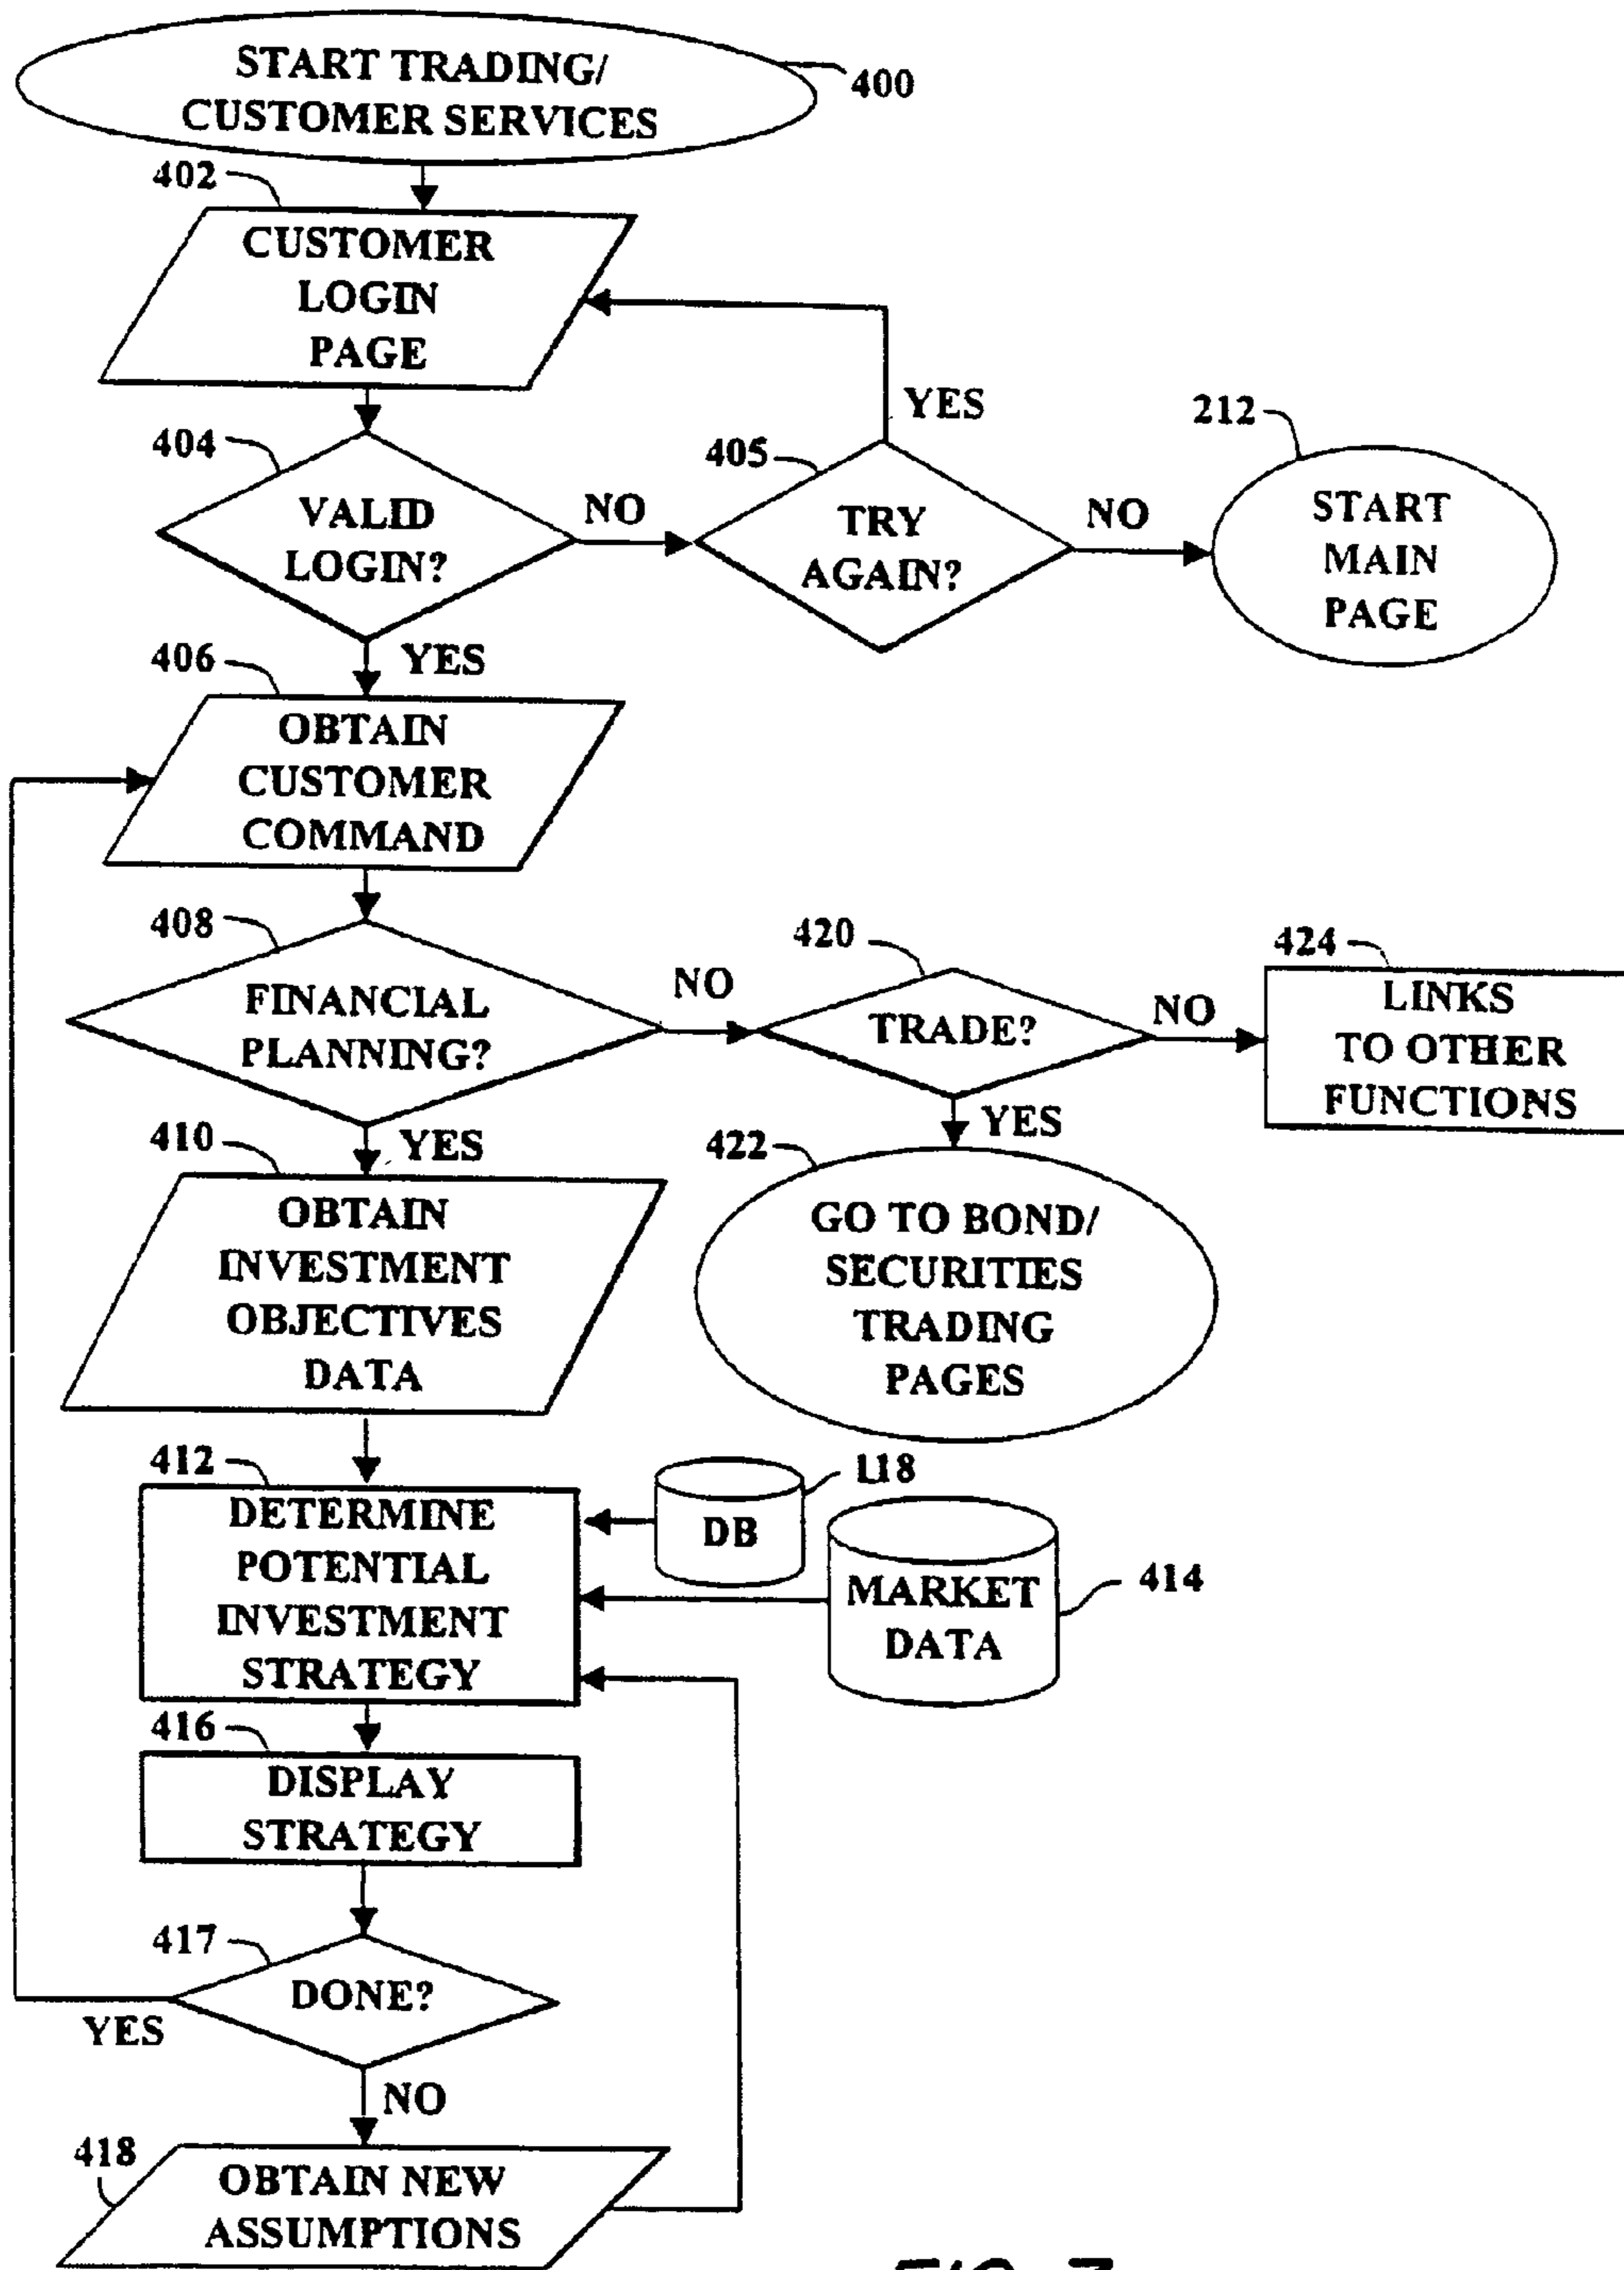 START TRADING/
CUSTOMER SERVICES
400
402
CUSTOMER
LOGIN
PAGE
YES
404
VALID
LOGIN?
NO
405
TRY
AGAIN?
NO
212
START
MAIN
PAGE
YES
406
OBTAIN
CUSTOMER
COMMAND
408
FINANCIAL
PLANNING?
NO
420
TRADE?
NO
424
LINKS
TO OTHER
FUNCTIONS
YES
YES
410
OBTAIN
INVESTMENT
OBJECTIVES
DATA
422
GO TO BOND/
SECURITIES
TRADING
PAGES
412
DETERMINE
POTENTIAL
INVESTMENT
STRATEGY
118
DB
MARKET
DATA
414
416
DISPLAY
STRATEGY
417
DONE?
YES
NO
418
OBTAIN NEW
ASSUMPTIONS